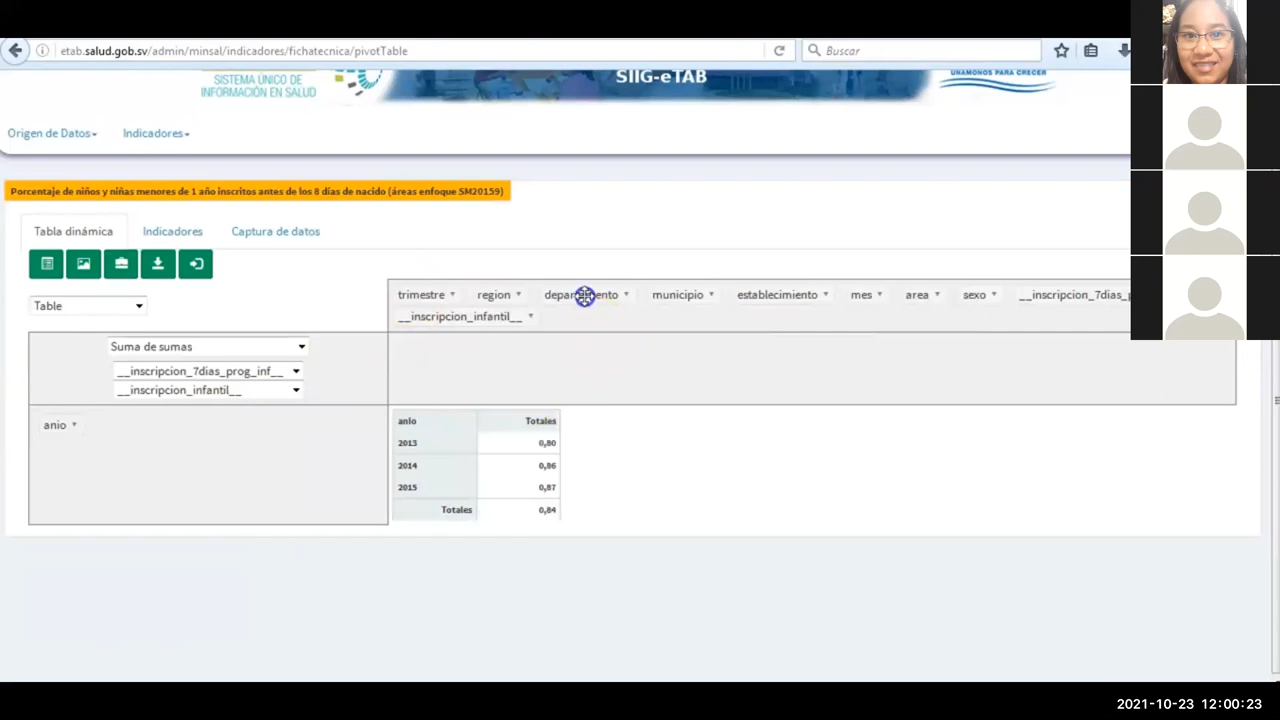 etab.salud.gob.sv/admin/minsal/indicadores/fichatecnica/pivotTable
Buscar
SISTEMA ÚNICO DE
INFORMACIÓN EN SALUD
SIIG-eTAB
UNÁMONOS PARA CRECER
Origen de Datos
Indicadores
Porcentaje de niños y niñas menores de 1 año inscritos antes de los 8 días de nacido (áreas enfoque SM20159)
Tabla dinámica
Indicadores
Captura de datos
Table
trimestre region departamento municipio establecimiento mes area sexo __inscripcion_7dias_p
__inscripcion_infantil__
Suma de sumas
__inscripcion_7dias_prog_inf__
__inscripcion_infantil__
anio
anio Totales
2013 0,80
2014 0,86
2015 0,87
Totales 0,84
2021-10-23 12:00:23